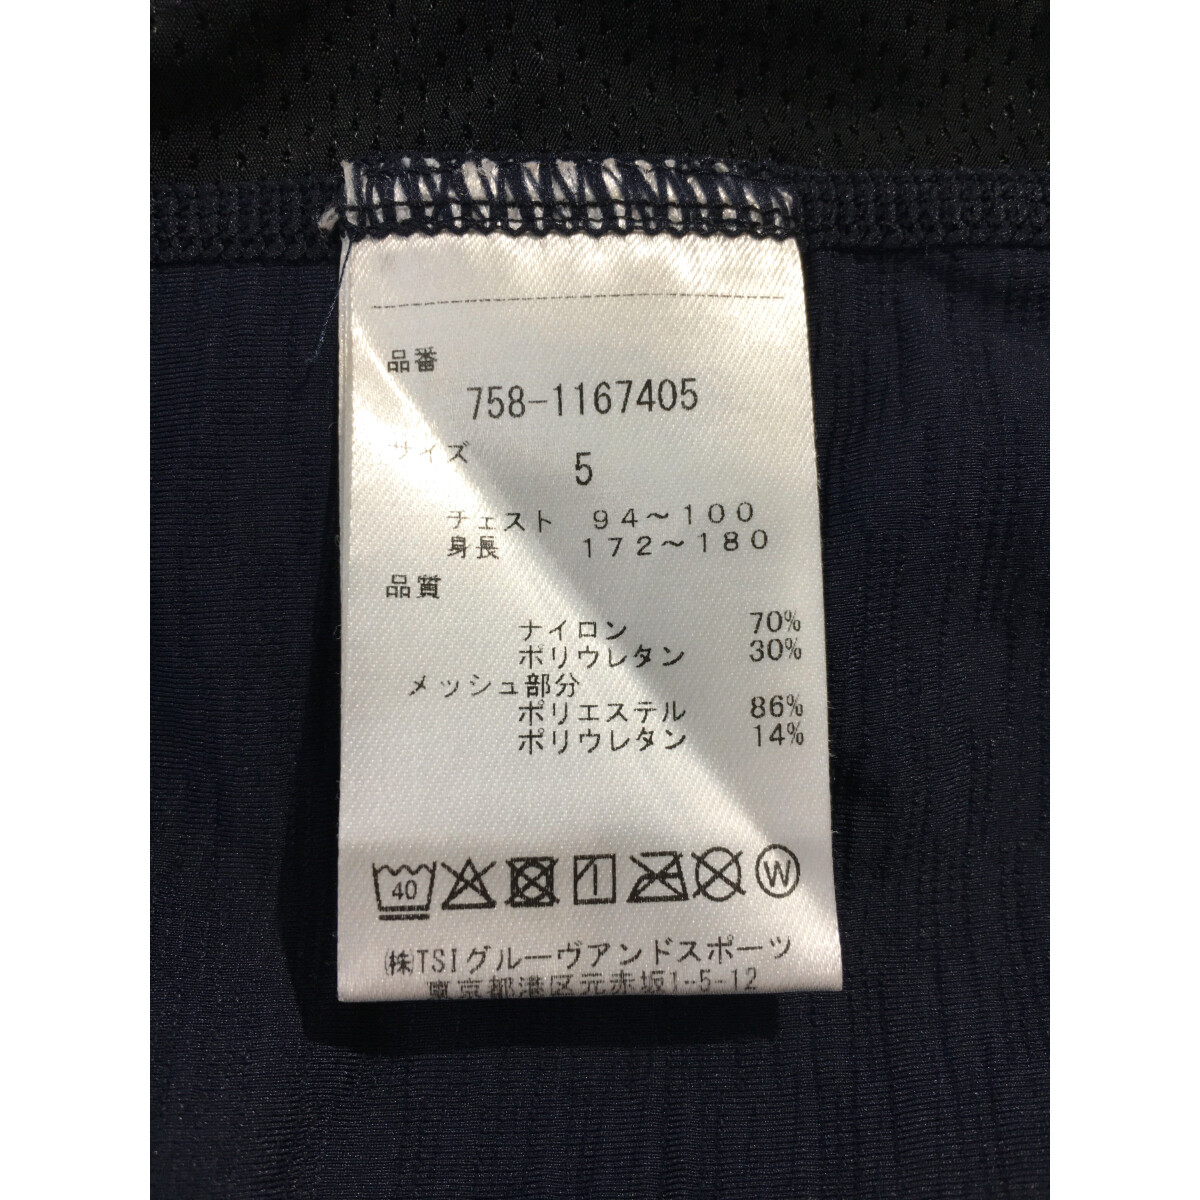 品番
758-1167405
サイズ
5
チェスト 94～100
身長 172～180
品質
ナイロン 70%
ポリウレタン 30%
メッシュ部分
ポリエステル 86%
ポリウレタン 14%
40 W
㈱TSIグルーヴアンドスポーツ
東京都港区元赤坂1-5-12